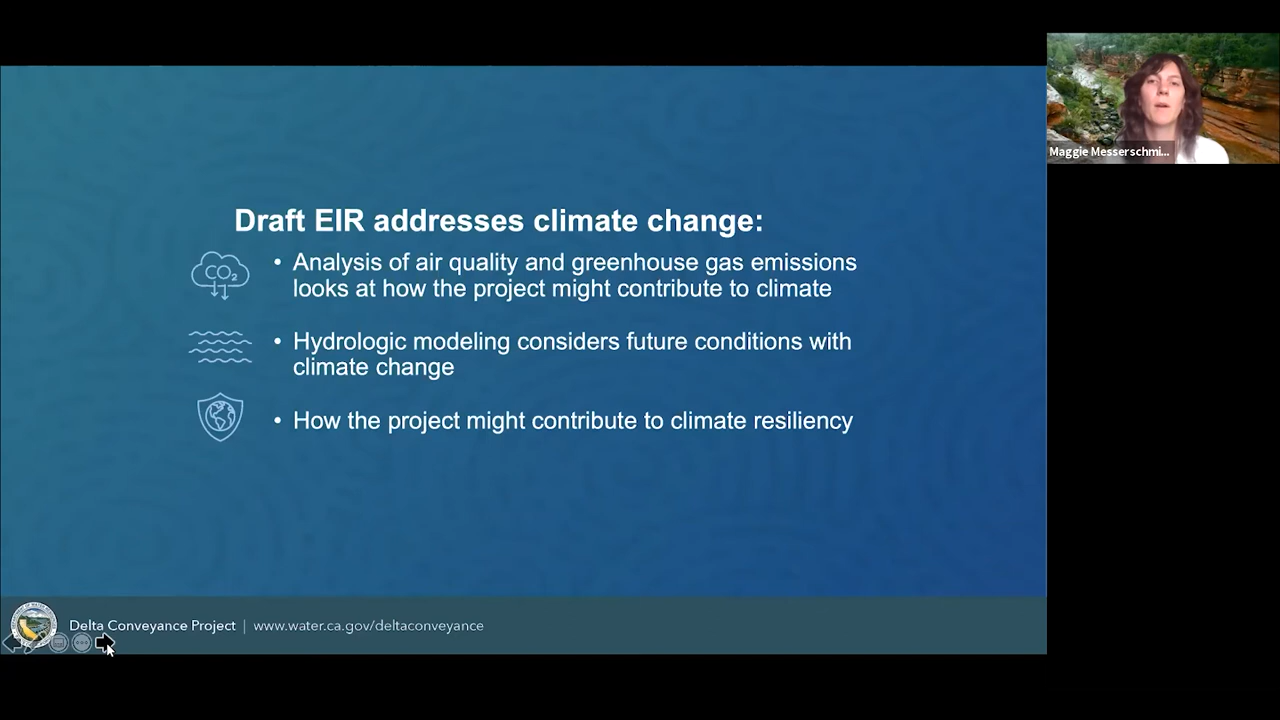 Draft EIR addresses climate change:
CO2
• Analysis of air quality and greenhouse gas emissions
looks at how the project might contribute to climate
• Hydrologic modeling considers future conditions with
climate change
• How the project might contribute to climate resiliency
Delta Conveyance Project | www.water.ca.gov/deltaconveyance
Maggie Messerschmi...